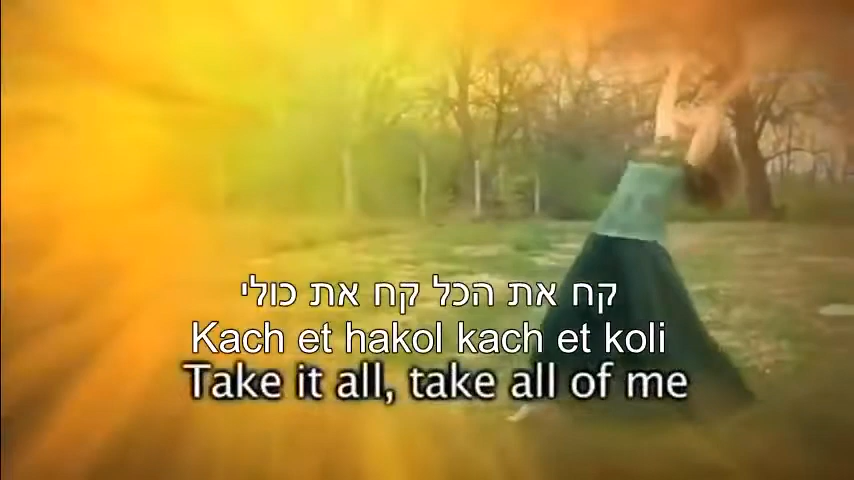 קח את הכל קח את כולי
Kach et hakol kach et koli
Take it all, take all of me